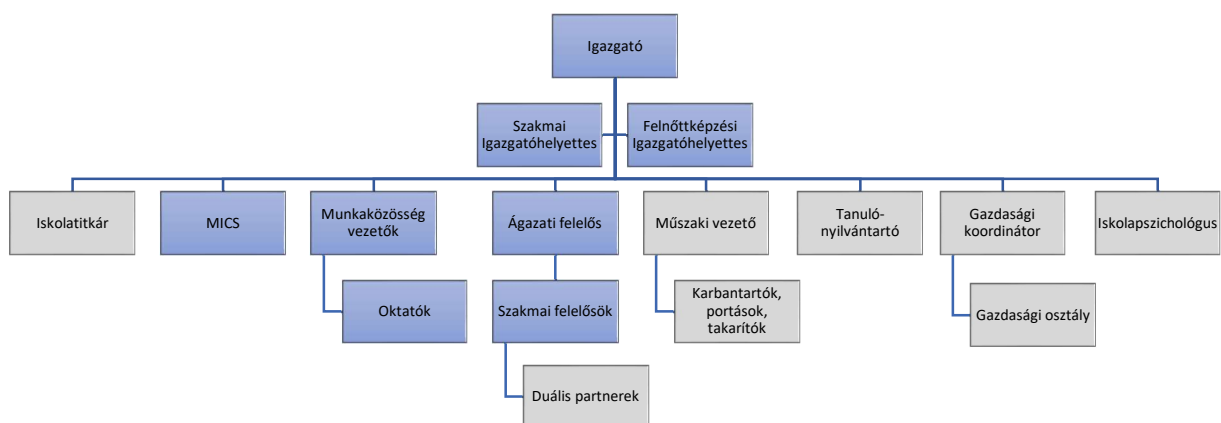 Igazgató
Szakmai
Igazgatóhelyettes
Felnőttképzési
Igazgatóhelyettes
Iskolatitkár
MICS
Munkaközösség
vezetők
Ágazati felelős
Műszaki vezető
Tanuló-
nyilvántartó
Gazdasági
koordinátor
Iskolapszichológus
Oktatók
Szakmai felelősök
Karbantartók,
portások,
takarítók
Gazdasági osztály
Duális partnerek